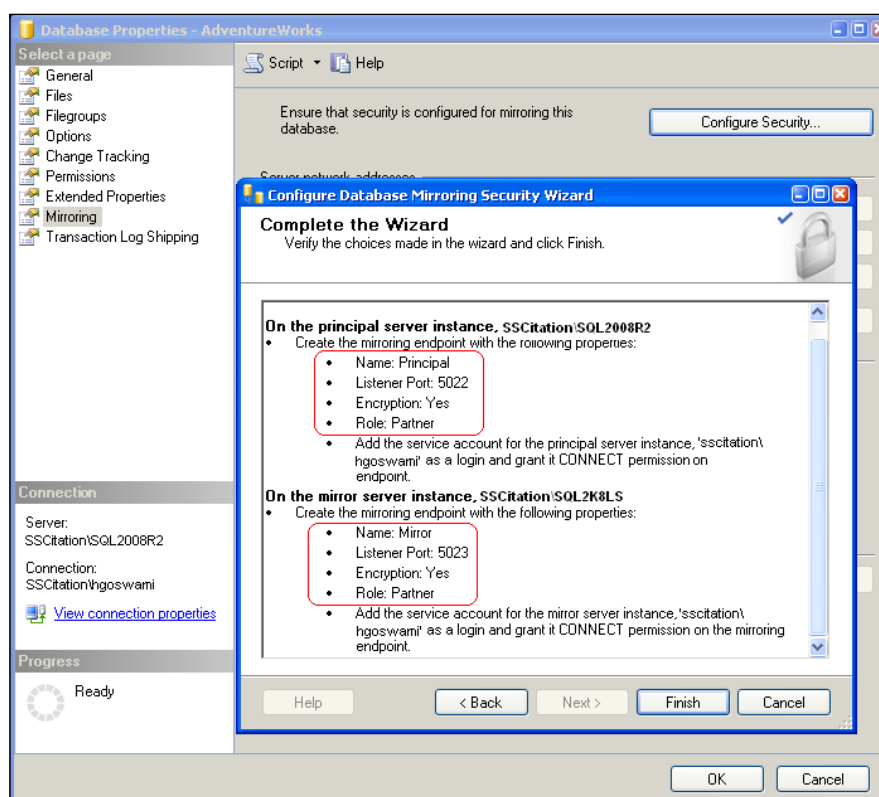 Database Properties - AdventureWorks
Select a page
General
Files
Filegroups
Options
Change Tracking
Permissions
Extended Properties
Mirroring
Transaction Log Shipping
Script
Help
Ensure that security is configured for mirroring this
database.
Configure Security...
Server network addresses
Configure Database Mirroring Security Wizard
Complete the Wizard
Verify the choices made in the wizard and click Finish.
On the principal server instance, SSCitation\SQL2008R2
• Create the mirroring endpoint with the following properties:
• Name: Principal
• Listener Port: 5022
• Encryption: Yes
• Role: Partner
• Add the service account for the principal server instance, 'sscitation\
hgoswami' as a login and grant it CONNECT permission on
endpoint.
On the mirror server instance, SSCitation\SQL2K8LS
• Create the mirroring endpoint with the following properties:
• Name: Mirror
• Listener Port: 5023
• Encryption: Yes
• Role: Partner
• Add the service account for the mirror server instance,'sscitation\
hgoswami' as a login and grant it CONNECT permission on the mirroring
endpoint.
Connection
Server:
SSCitation\SQL2008R2
Connection:
SSCitation\hgoswami
View connection properties
Progress
Ready
Help
< Back
Next >
Finish
Cancel
OK
Cancel